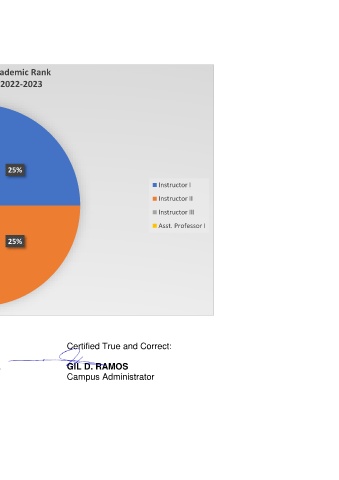 ademic Rank
2022-2023
25%
25%
Instructor I
Instructor II
Instructor III
Asst. Professor I
Certified True and Correct:
GIL D. RAMOS
Campus Administrator